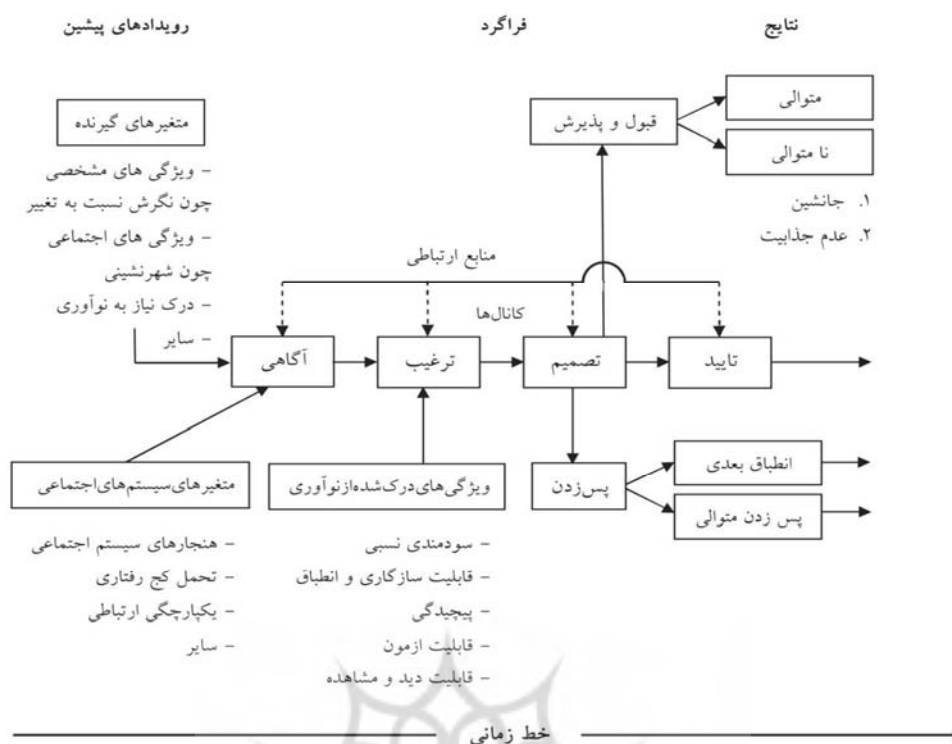 رویدادهای پیشین
فراگرد
نتایج
متغیرهای گیرنده
– ویژگی های مشخصی
چون نگرش نسبت به تغییر
– ویژگی های اجتماعی
چون شهرنشینی
– درک نیاز به نوآوری
– سایر
قبول و پذیرش
متوالی
نا متوالی
۱. جانشین
۲. عدم جذابیت
منابع ارتباطی
کانال‌ها
آگاهی
ترغیب
تصمیم
تایید
متغیرهای سیستم‌های اجتماعی
– هنجارهای سیستم اجتماعی
– تحمل کج رفتاری
– یکپارچگی ارتباطی
– سایر
ویژگی‌های درک‌شده از نوآوری
– سودمندی نسبی
– قابلیت سازگاری و انطباق
– پیچیدگی
– قابلیت ازمون
– قابلیت دید و مشاهده
پس‌زدن
انطباق بعدی
پس زدن متوالی
خط زمانی